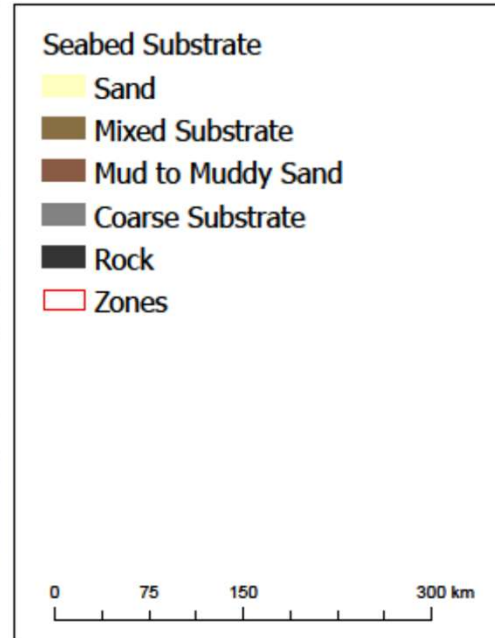 Seabed Substrate
Sand
Mixed Substrate
Mud to Muddy Sand
Coarse Substrate
Rock
Zones
0 75 150 300 km